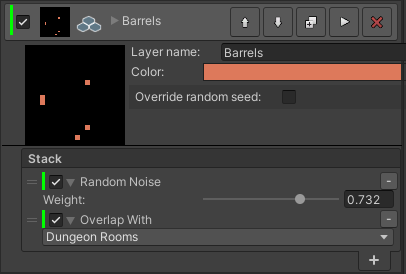 Barrels
Layer name: Barrels
Color:
Override random seed:
Stack
Random Noise
Weight: 0.732
Overlap With
Dungeon Rooms